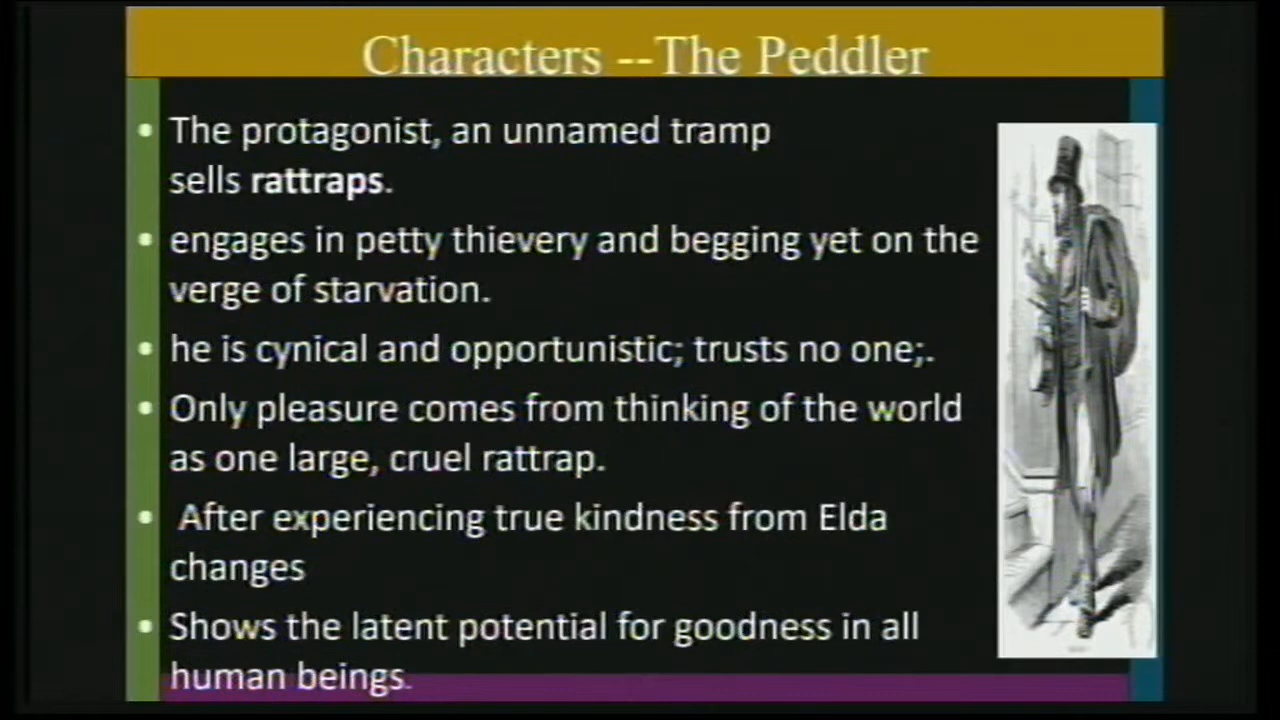 Characters --The Peddler
• The protagonist, an unnamed tramp
sells rattraps.
• engages in petty thievery and begging yet on the
verge of starvation.
• he is cynical and opportunistic; trusts no one;.
• Only pleasure comes from thinking of the world
as one large, cruel rattrap.
• After experiencing true kindness from Elda
changes
• Shows the latent potential for goodness in all
human beings.